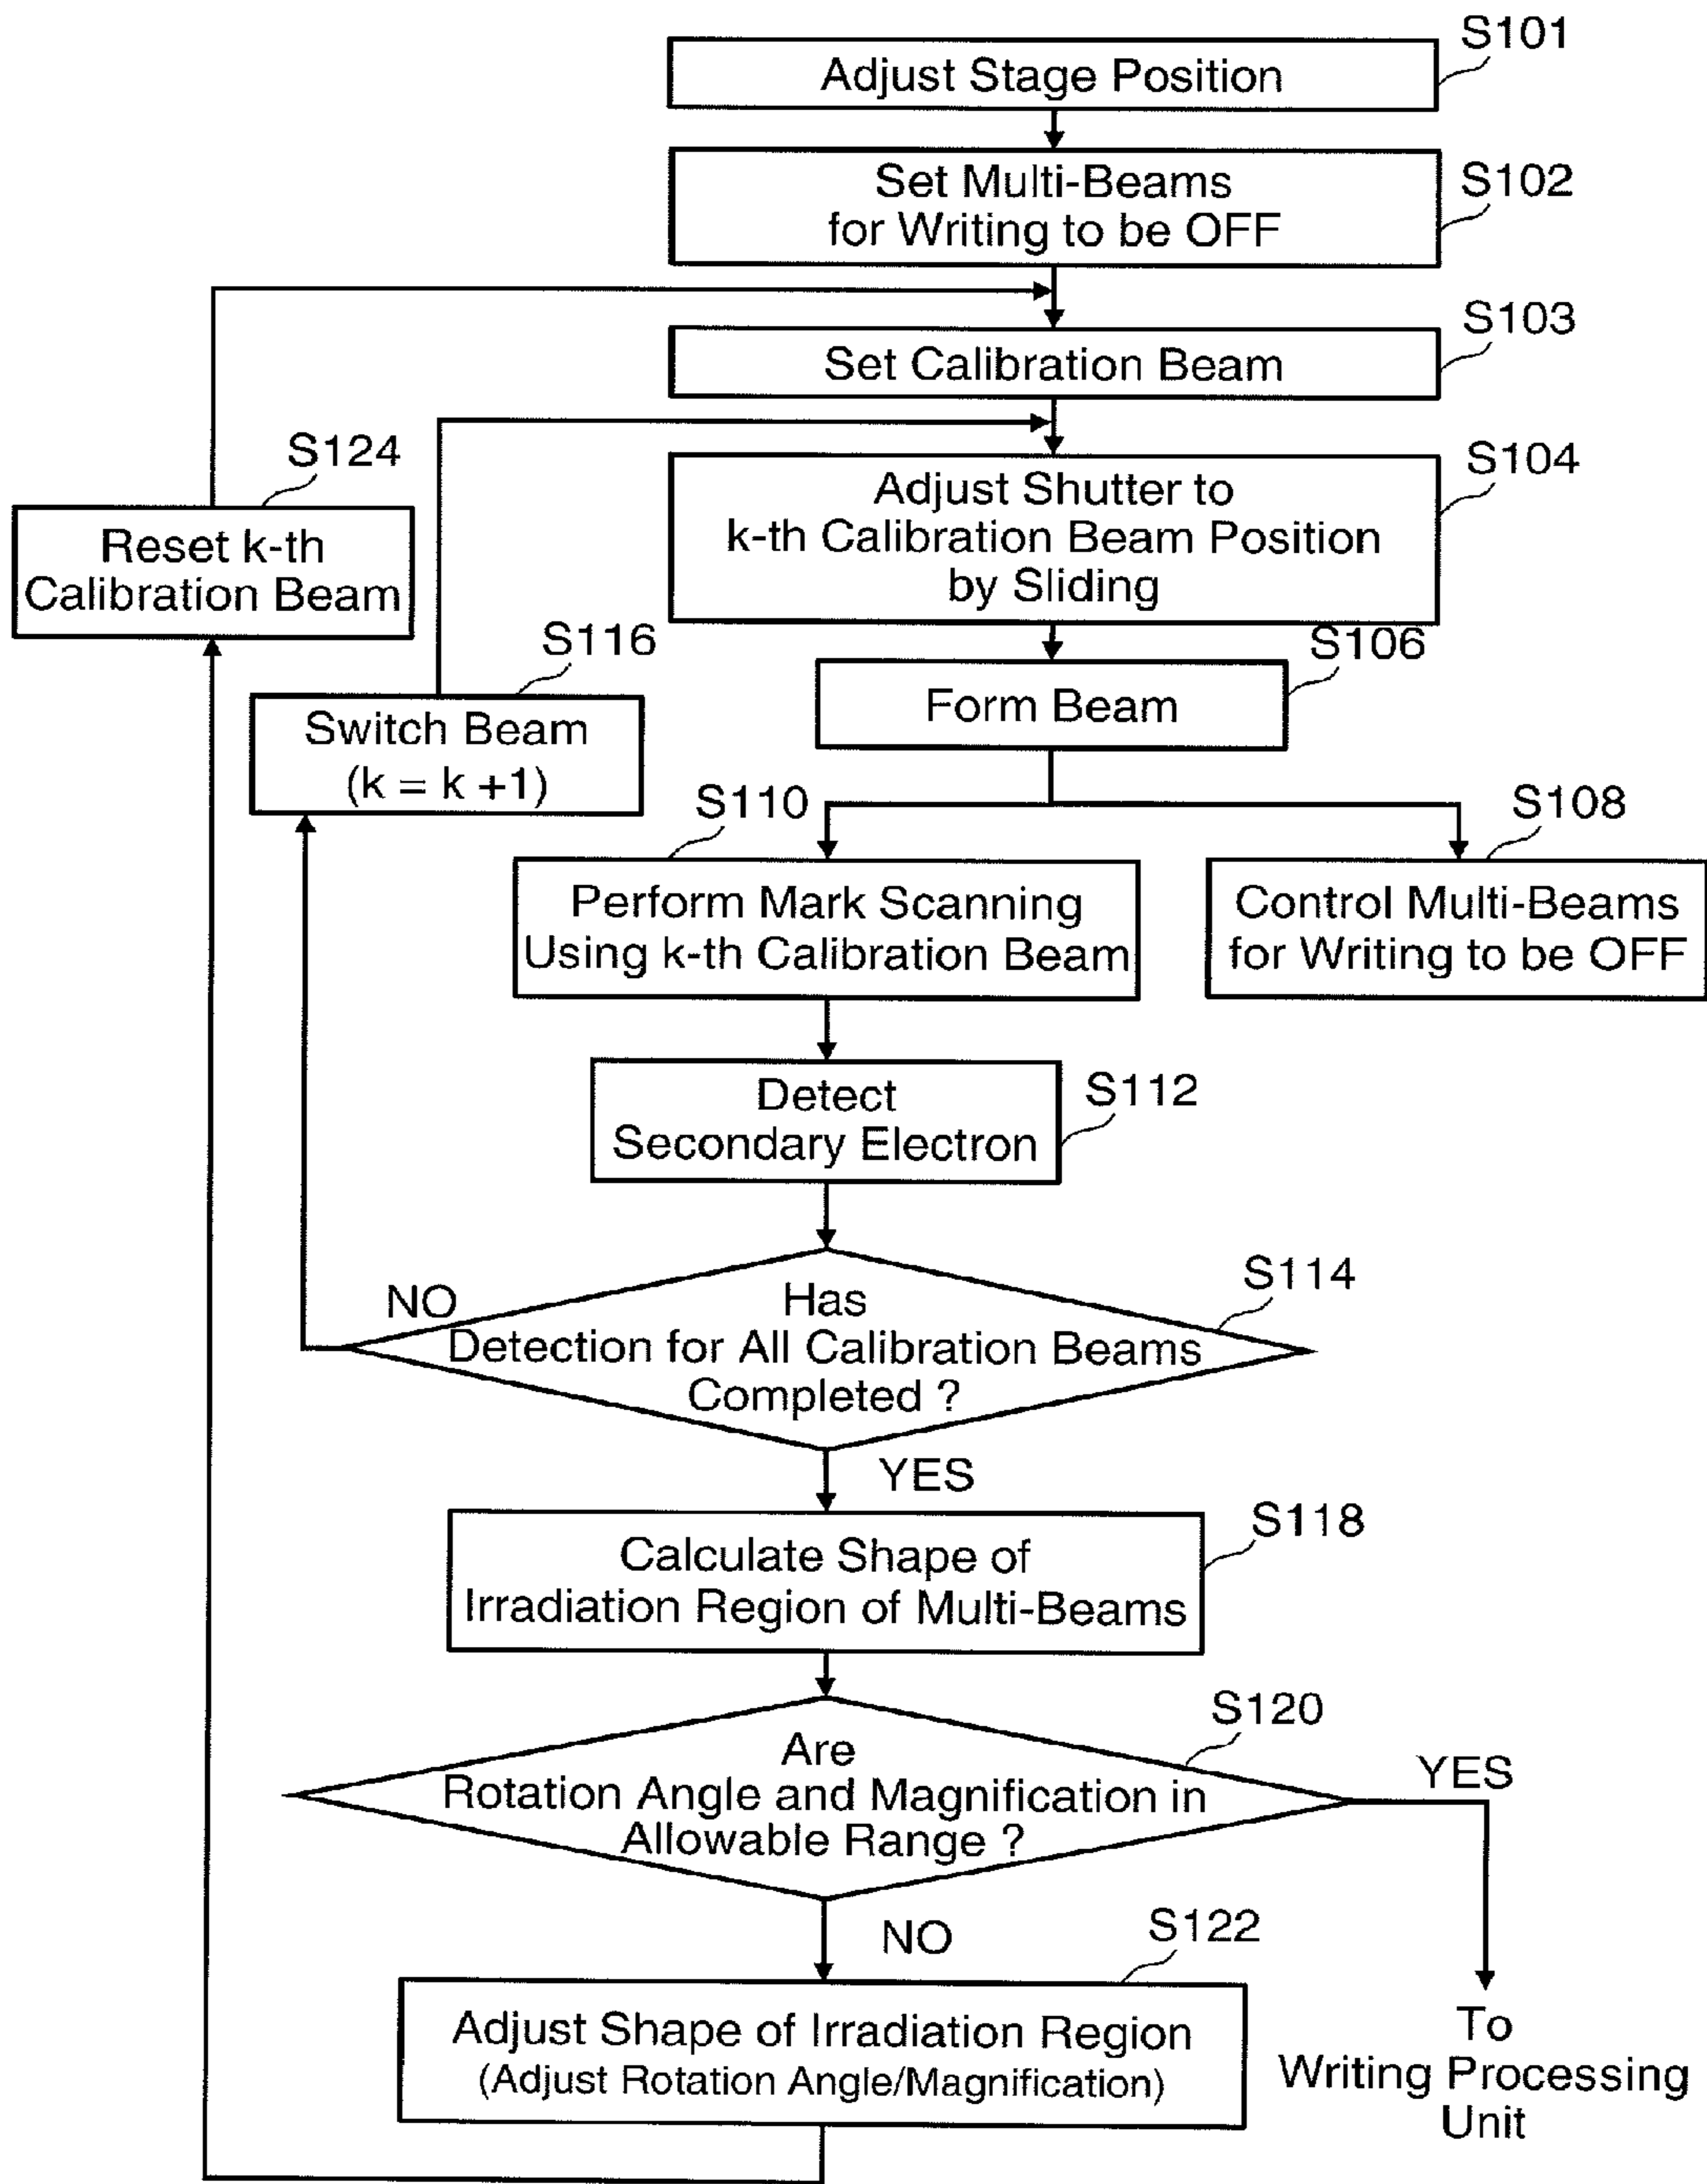 S101
Adjust Stage Position
S102
Set Multi-Beams
for Writing to be OFF
S103
Set Calibration Beam
S124
Reset k-th
Calibration Beam
S104
Adjust Shutter to
k-th Calibration Beam Position
by Sliding
S116
Switch Beam
(k = k +1)
S106
Form Beam
S110
Perform Mark Scanning
Using k-th Calibration Beam
S108
Control Multi-Beams
for Writing to be OFF
S112
Detect
Secondary Electron
S114
Has
Detection for All Calibration Beams
Completed ?
NO
YES
S118
Calculate Shape of
Irradiation Region of Multi-Beams
S120
Are
Rotation Angle and Magnification in
Allowable Range ?
YES
NO
S122
Adjust Shape of Irradiation Region
(Adjust Rotation Angle/Magnification)
To
Writing Processing
Unit